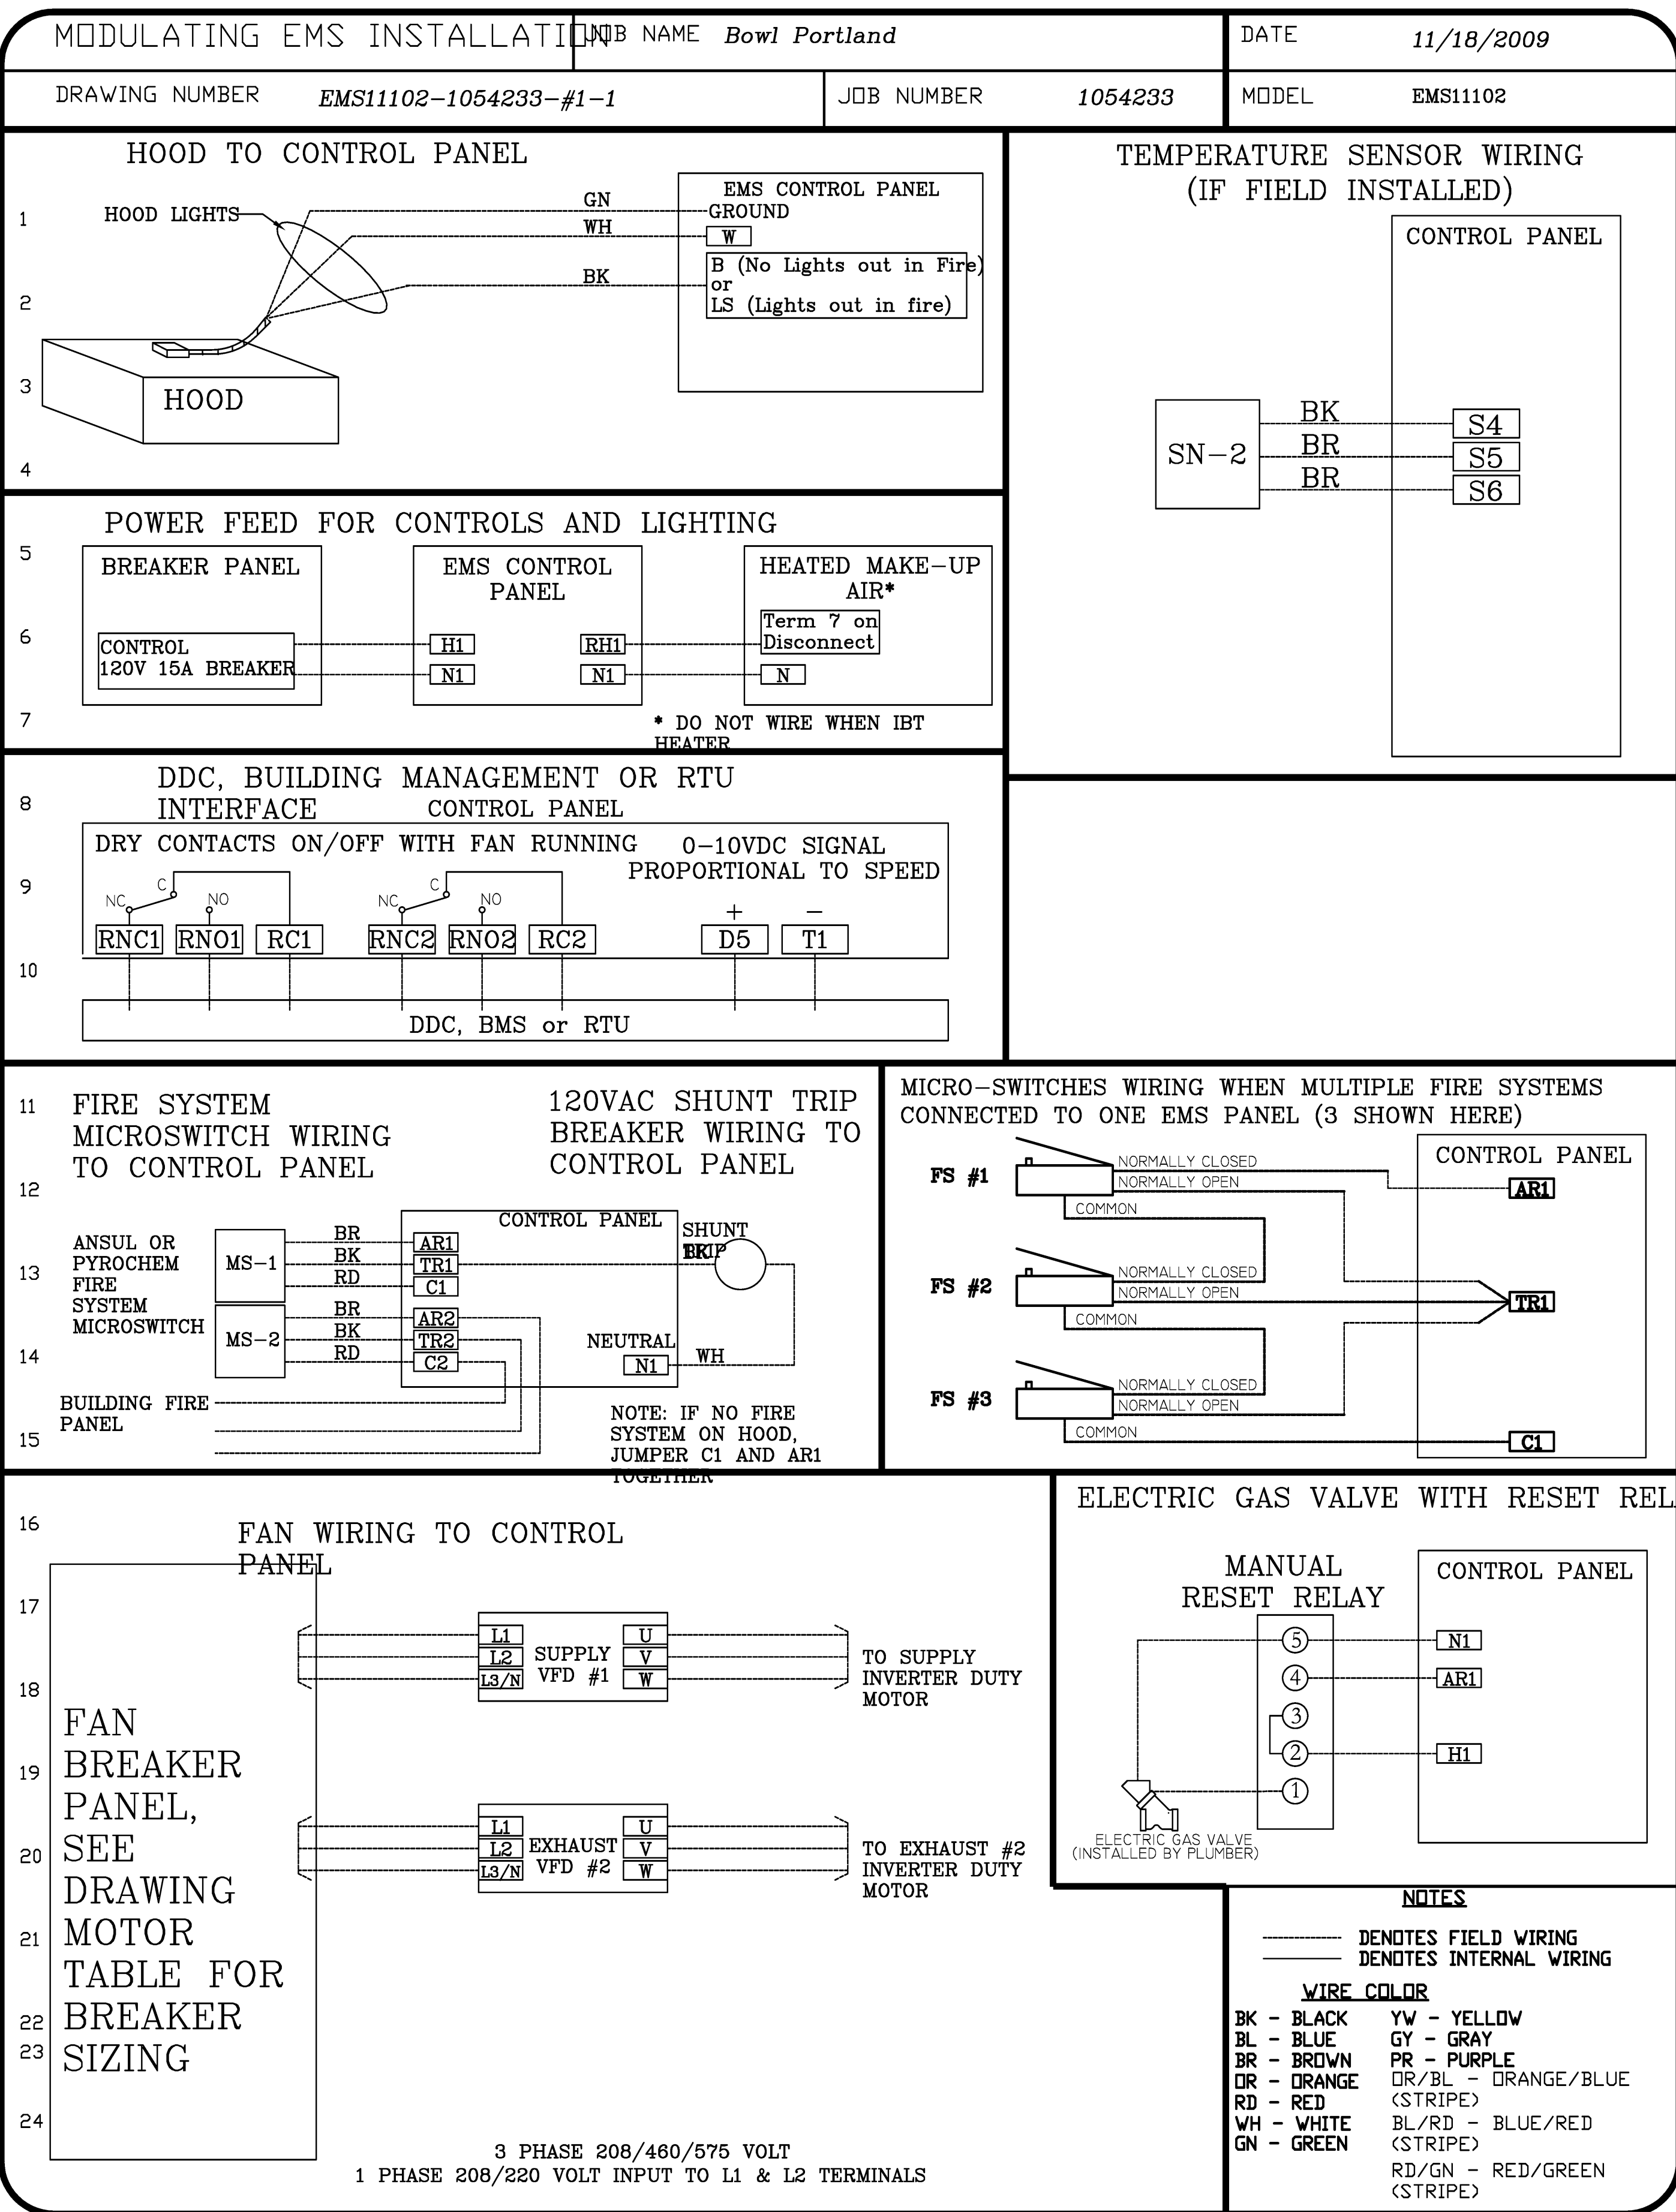 MODULATING EMS INSTALLATION
JOB NAME Bowl Portland
DATE 11/18/2009
DRAWING NUMBER EMS11102-1054233-#1-1
JOB NUMBER 1054233
MODEL EMS11102
HOOD TO CONTROL PANEL
1
2
3
4
HOOD LIGHTS
GN
WH
BK
EMS CONTROL PANEL
GROUND
W
B (No Lights out in Fire)
or
LS (Lights out in fire)
HOOD
TEMPERATURE SENSOR WIRING
(IF FIELD INSTALLED)
CONTROL PANEL
SN-2
BK S4
BR S5
BR S6
POWER FEED FOR CONTROLS AND LIGHTING
5
6
7
BREAKER PANEL
CONTROL
120V 15A BREAKER
EMS CONTROL
PANEL
H1 RH1
N1 N1
HEATED MAKE-UP
AIR*
Term 7 on
Disconnect
N
* DO NOT WIRE WHEN IBT
HEATER
DDC, BUILDING MANAGEMENT OR RTU
INTERFACE CONTROL PANEL
8
9
10
DRY CONTACTS ON/OFF WITH FAN RUNNING
0-10VDC SIGNAL
PROPORTIONAL TO SPEED
NC C NO NC C NO + -
RNC1 RNO1 RC1 RNC2 RNO2 RC2 D5 T1
DDC, BMS or RTU
11
12
13
14
15
FIRE SYSTEM
MICROSWITCH WIRING
TO CONTROL PANEL
120VAC SHUNT TRIP
BREAKER WIRING TO
CONTROL PANEL
ANSUL OR
PYROCHEM
FIRE
SYSTEM
MICROSWITCH
MS-1
MS-2
BR AR1
BK TR1
RD C1
BR AR2
BK TR2
RD C2
CONTROL PANEL
SHUNT
TRIP
BK
NEUTRAL
N1 WH
BUILDING FIRE
PANEL
NOTE: IF NO FIRE
SYSTEM ON HOOD,
JUMPER C1 AND AR1
TOGETHER
MICRO-SWITCHES WIRING WHEN MULTIPLE FIRE SYSTEMS
CONNECTED TO ONE EMS PANEL (3 SHOWN HERE)
CONTROL PANEL
FS #1
NORMALLY CLOSED
NORMALLY OPEN
COMMON
AR1
FS #2
NORMALLY CLOSED
NORMALLY OPEN
COMMON
TR1
FS #3
NORMALLY CLOSED
NORMALLY OPEN
COMMON
C1
16
17
18
19
20
21
22
23
24
FAN WIRING TO CONTROL
PANEL
FAN
BREAKER
PANEL,
SEE
DRAWING
MOTOR
TABLE FOR
BREAKER
SIZING
L1
L2
L3/N
SUPPLY
VFD #1
U
V
W
TO SUPPLY
INVERTER DUTY
MOTOR
L1
L2
L3/N
EXHAUST
VFD #2
U
V
W
TO EXHAUST #2
INVERTER DUTY
MOTOR
3 PHASE 208/460/575 VOLT
1 PHASE 208/220 VOLT INPUT TO L1 & L2 TERMINALS
ELECTRIC GAS VALVE WITH RESET REL
MANUAL
RESET RELAY
CONTROL PANEL
5 N1
4 AR1
3
2 H1
1
ELECTRIC GAS VALVE
(INSTALLED BY PLUMBER)
NOTES
DENOTES FIELD WIRING
DENOTES INTERNAL WIRING
WIRE COLOR
BK - BLACK
BL - BLUE
BR - BROWN
OR - ORANGE
RD - RED
WH - WHITE
GN - GREEN
YW - YELLOW
GY - GRAY
PR - PURPLE
OR/BL - ORANGE/BLUE
(STRIPE)
BL/RD - BLUE/RED
(STRIPE)
RD/GN - RED/GREEN
(STRIPE)